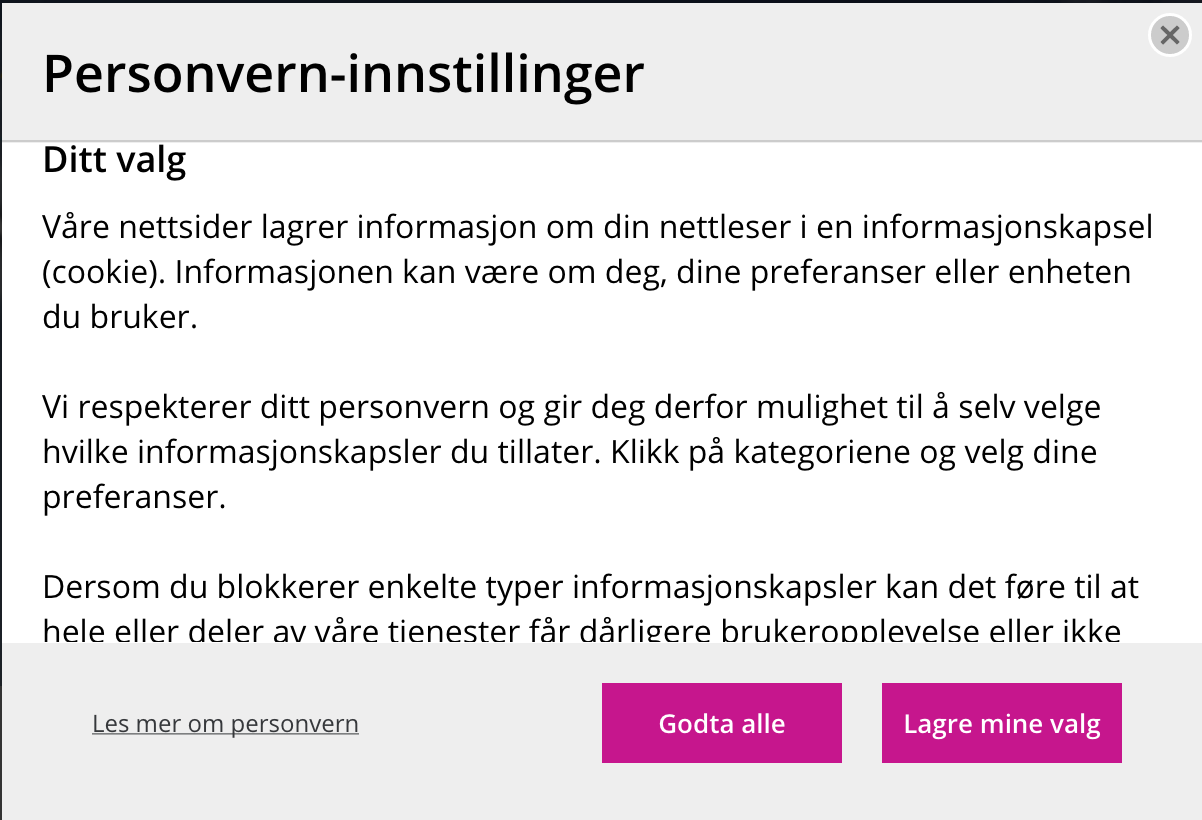 Personvern-innstillinger
Ditt valg
Våre nettsider lagrer informasjon om din nettleser i en informasjonskapsel
(cookie). Informasjonen kan være om deg, dine preferanser eller enheten
du bruker.
Vi respekterer ditt personvern og gir deg derfor mulighet til å selv velge
hvilke informasjonskapsler du tillater. Klikk på kategoriene og velg dine
preferanser.
Dersom du blokkerer enkelte typer informasjonskapsler kan det føre til at
hele eller deler av våre tjenester får dårligere brukeropplevelse eller ikke
Les mer om personvern
Godta alle
Lagre mine valg